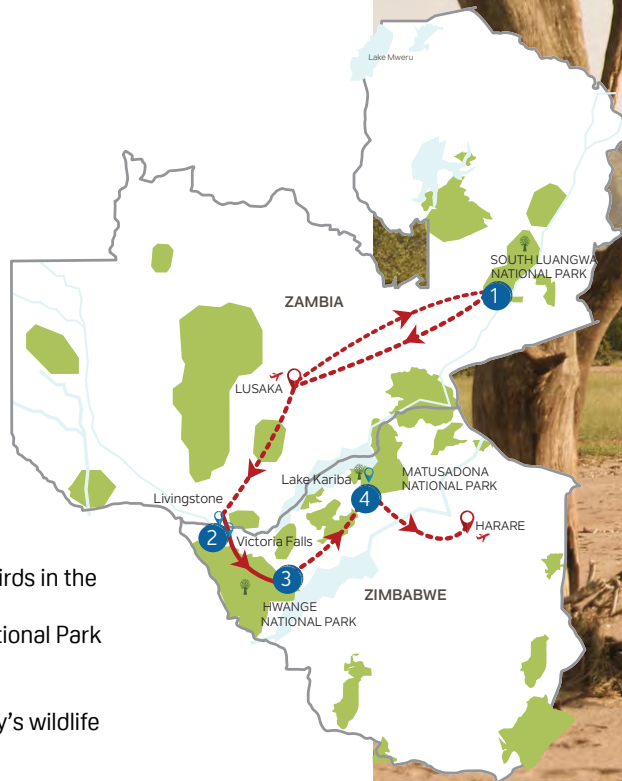 Lake Mweru
SOUTH LUANGWA
NATIONAL PARK
1
ZAMBIA
LUSAKA
Lake Kariba
MATUSADONA
NATIONAL PARK
4
Livingstone
HARARE
2
Victoria Falls
3
HWANGE
NATIONAL PARK
ZIMBABWE
irds in the
tional Park
y's wildlife